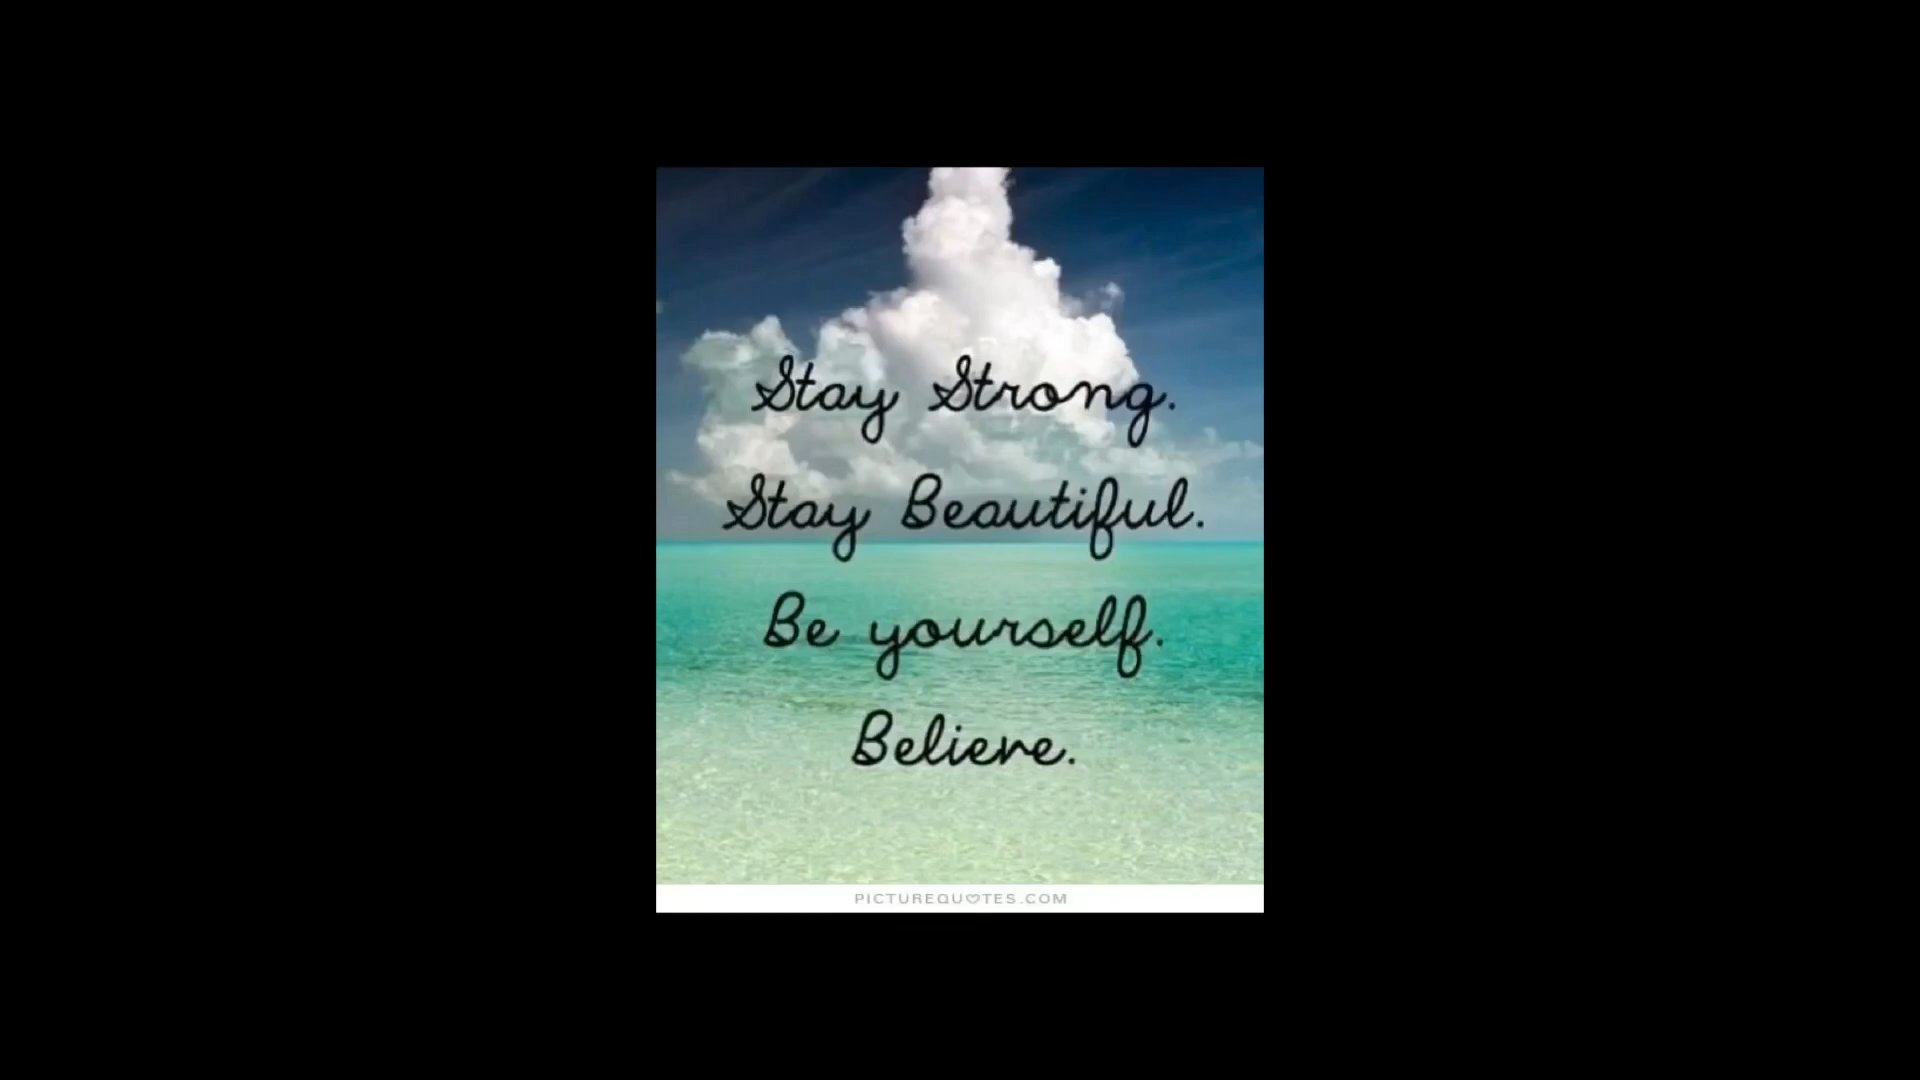 Stay Strong.
Stay Beautiful.
Be yourself.
Believe.
PICTUREQUOTES.COM